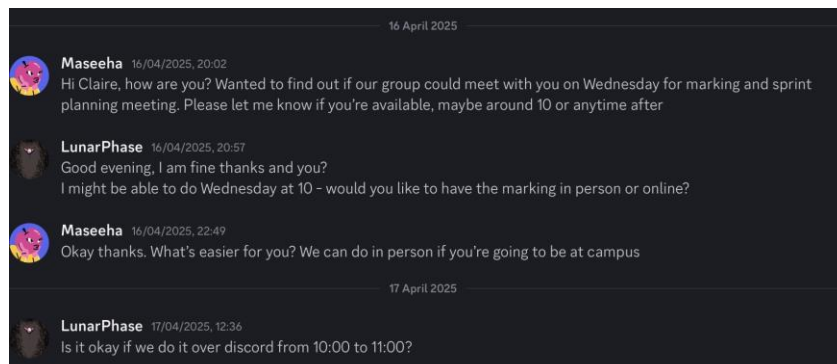 16 April 2025
Maseeha 16/04/2025, 20:02
Hi Claire, how are you? Wanted to find out if our group could meet with you on Wednesday for marking and sprint
planning meeting. Please let me know if you're available, maybe around 10 or anytime after
LunarPhase 16/04/2025, 20:57
Good evening, I am fine thanks and you?
I might be able to do Wednesday at 10 - would you like to have the marking in person or online?
Maseeha 16/04/2025, 22:49
Okay thanks. What's easier for you? We can do in person if you're going to be at campus
17 April 2025
LunarPhase 17/04/2025, 12:36
Is it okay if we do it over discord from 10:00 to 11:00?